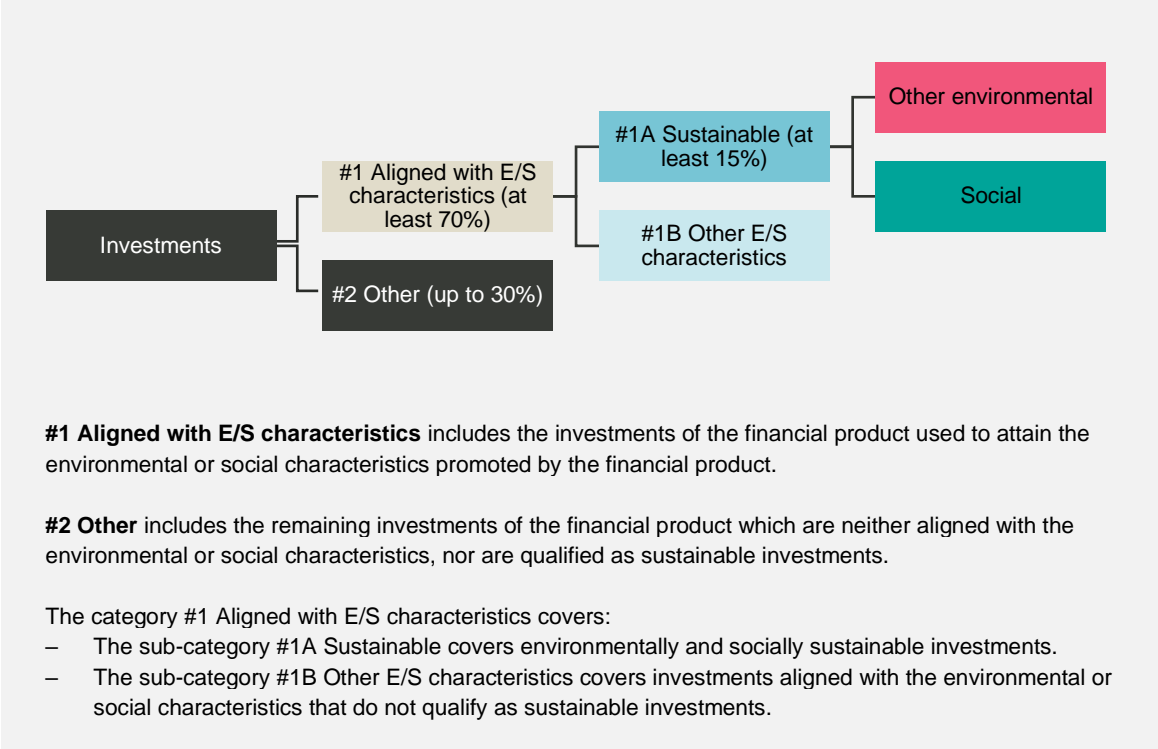 Other environmental
#1A Sustainable (at
least 15%)
#1 Aligned with E/S
characteristics (at
least 70%)
Social
Investments
#1B Other E/S
characteristics
#2 Other (up to 30%)
#1 Aligned with E/S characteristics includes the investments of the financial product used to attain the
environmental or social characteristics promoted by the financial product.
#2 Other includes the remaining investments of the financial product which are neither aligned with the
environmental or social characteristics, nor are qualified as sustainable investments.
The category #1 Aligned with E/S characteristics covers:
– The sub-category #1A Sustainable covers environmentally and socially sustainable investments.
– The sub-category #1B Other E/S characteristics covers investments aligned with the environmental or
social characteristics that do not qualify as sustainable investments.